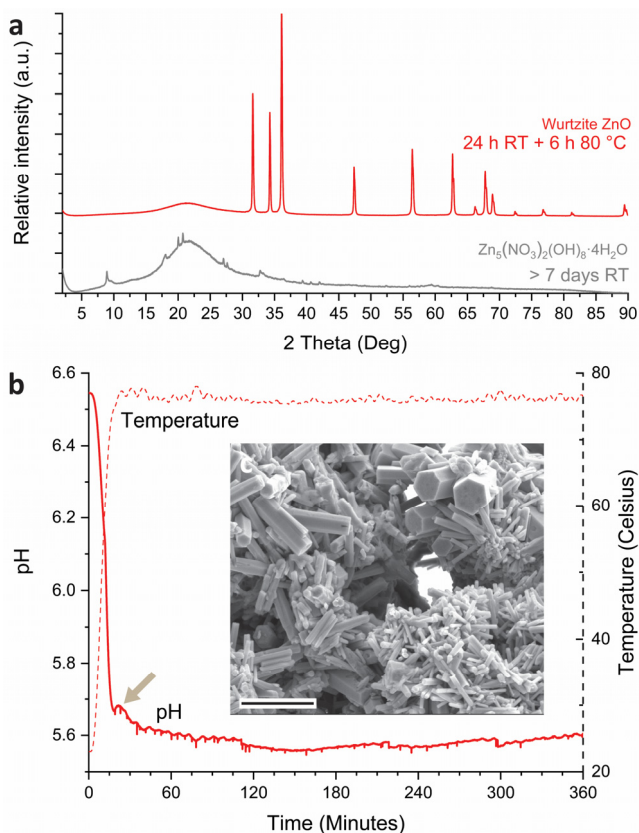 a
Relative intensity (a.u.)
Wurtzite ZnO
24 h RT + 6 h 80 °C
Zn5(NO3)2(OH)8·4H2O
> 7 days RT
5 10 15 20 25 30 35 40 45 50 55 60 65 70 75 80 85 90
2 Theta (Deg)
b
6.6
6.4
6.2
6.0
5.8
5.6
pH
Temperature
pH
80
60
40
20
Temperature (Celsius)
0 60 120 180 240 300 360
Time (Minutes)